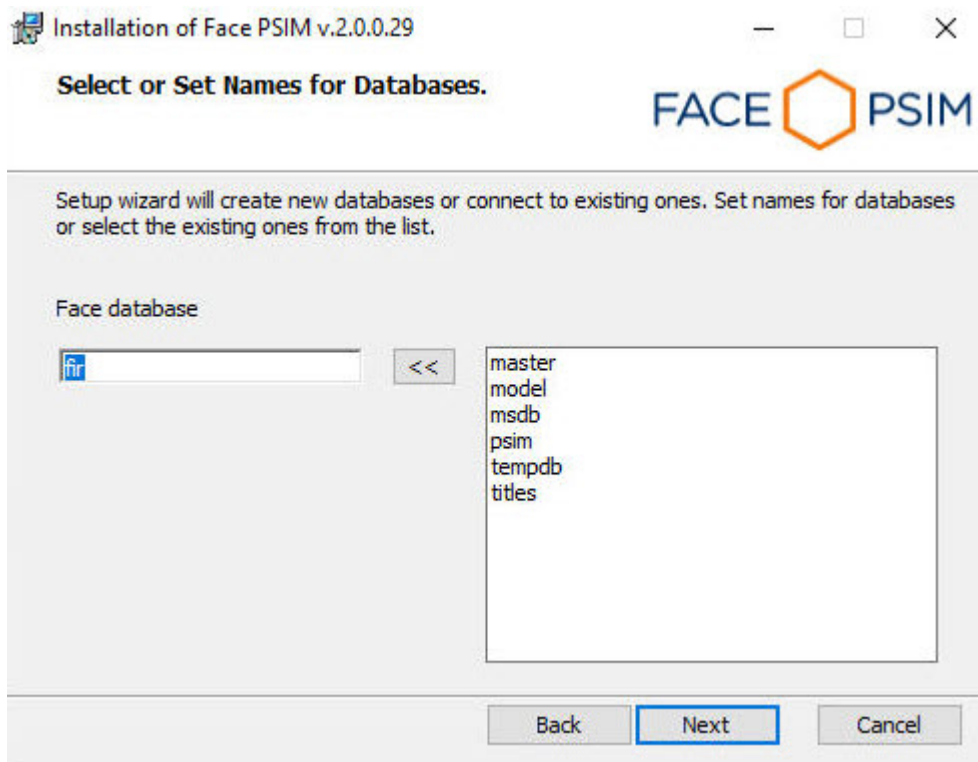 Installation of Face PSIM v.2.0.0.29
Select or Set Names for Databases.
FACE PSIM
Setup wizard will create new databases or connect to existing ones. Set names for databases
or select the existing ones from the list.
Face database
fir
<<
master
model
msdb
psim
tempdb
titles
Back
Next
Cancel